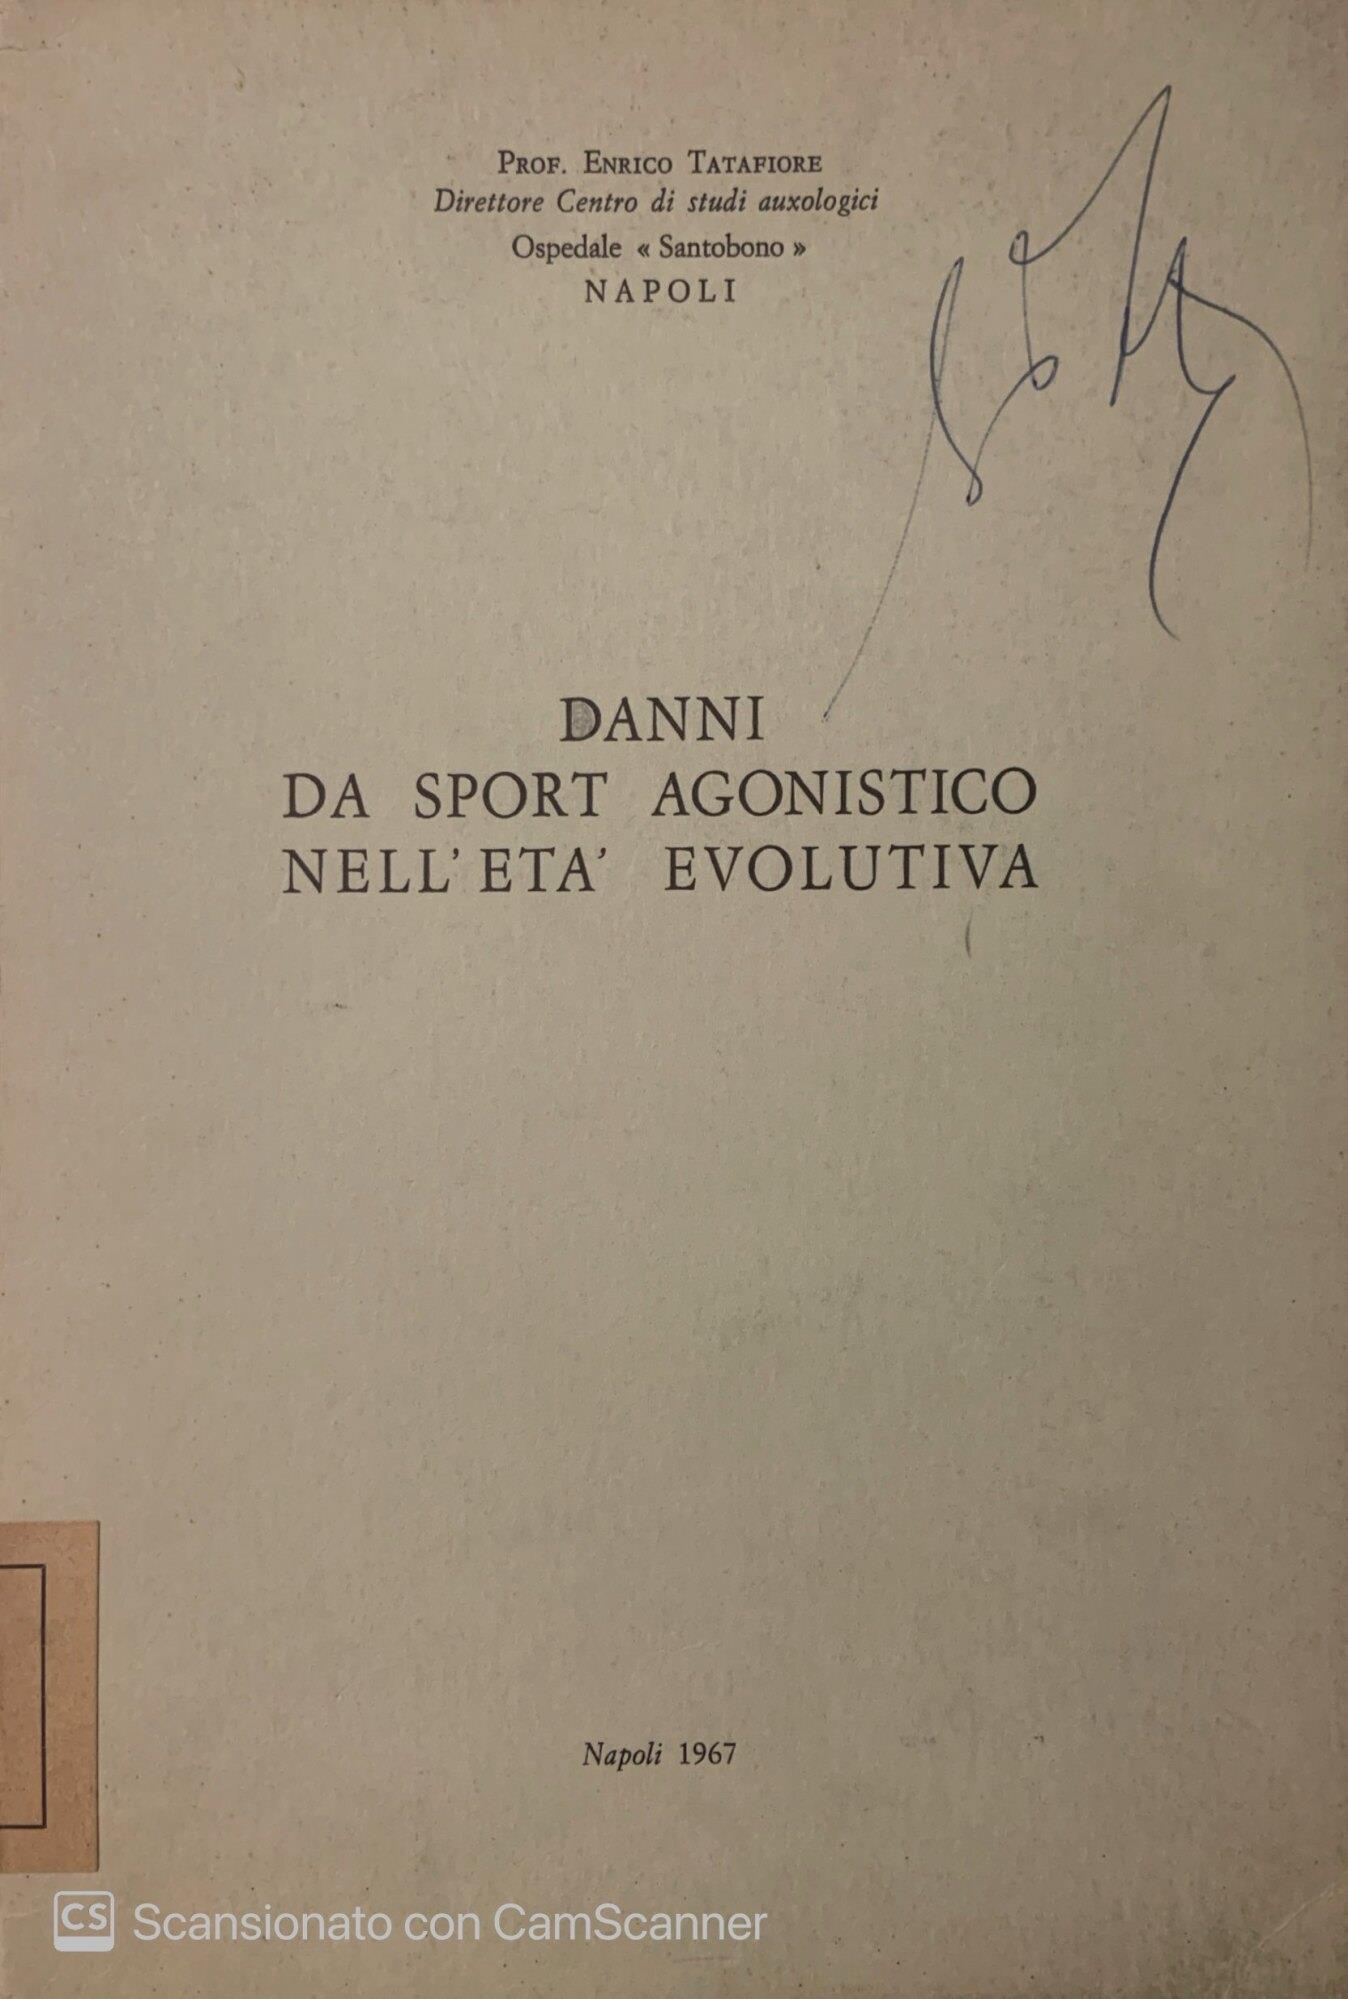 PROF. ENRICO TATAFIORE
Direttore Centro di studi auxologici
Ospedale « Santobono »
NAPOLI
DANNI
DA SPORT AGONISTICO
NELL' ETA' EVOLUTIVA
Napoli 1967
CS Scansionato con CamScanner